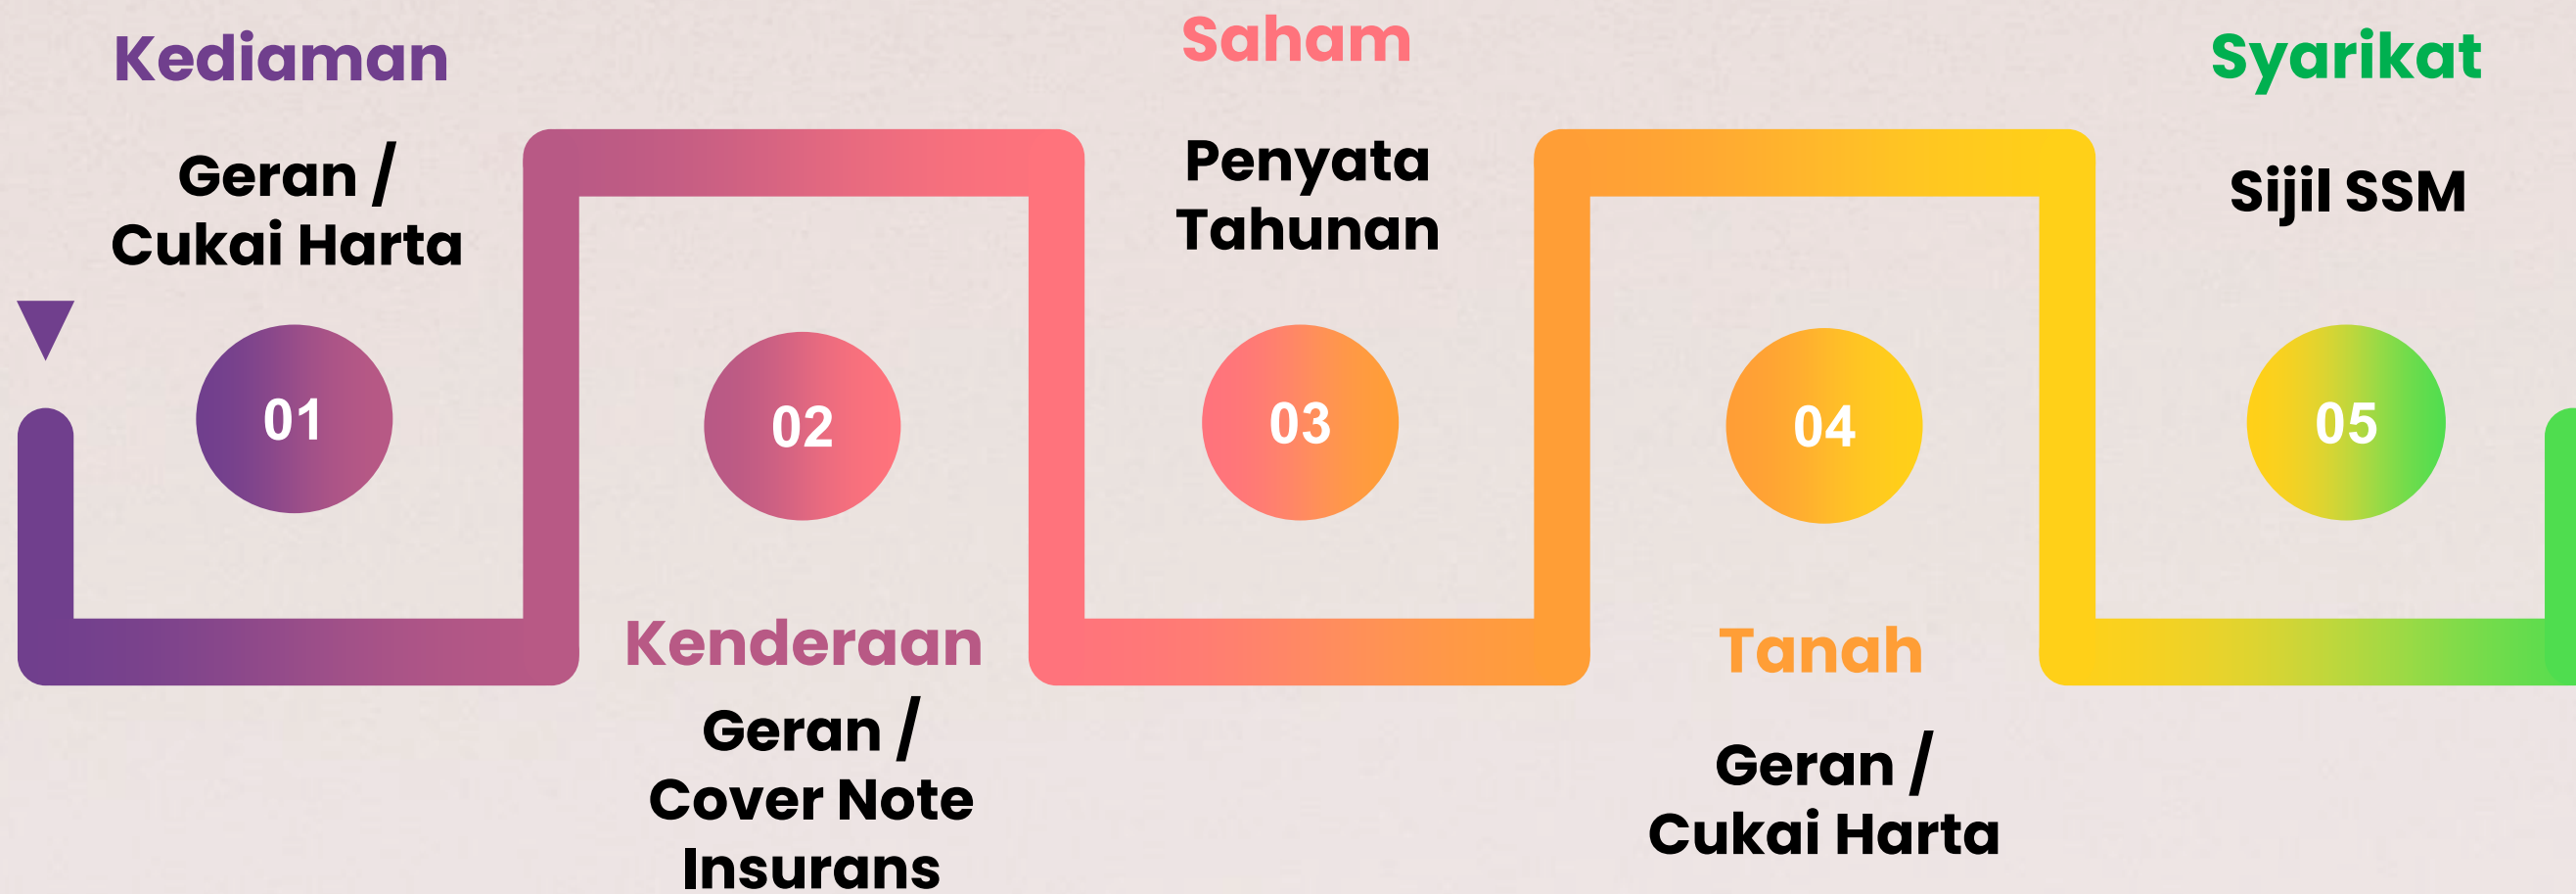 Kediaman
Geran /
Cukai Harta
01
02
Kenderaan
Geran /
Cover Note
Insurans
Saham
Penyata
Tahunan
03
04
Tanah
Geran /
Cukai Harta
Syarikat
Sijil SSM
05